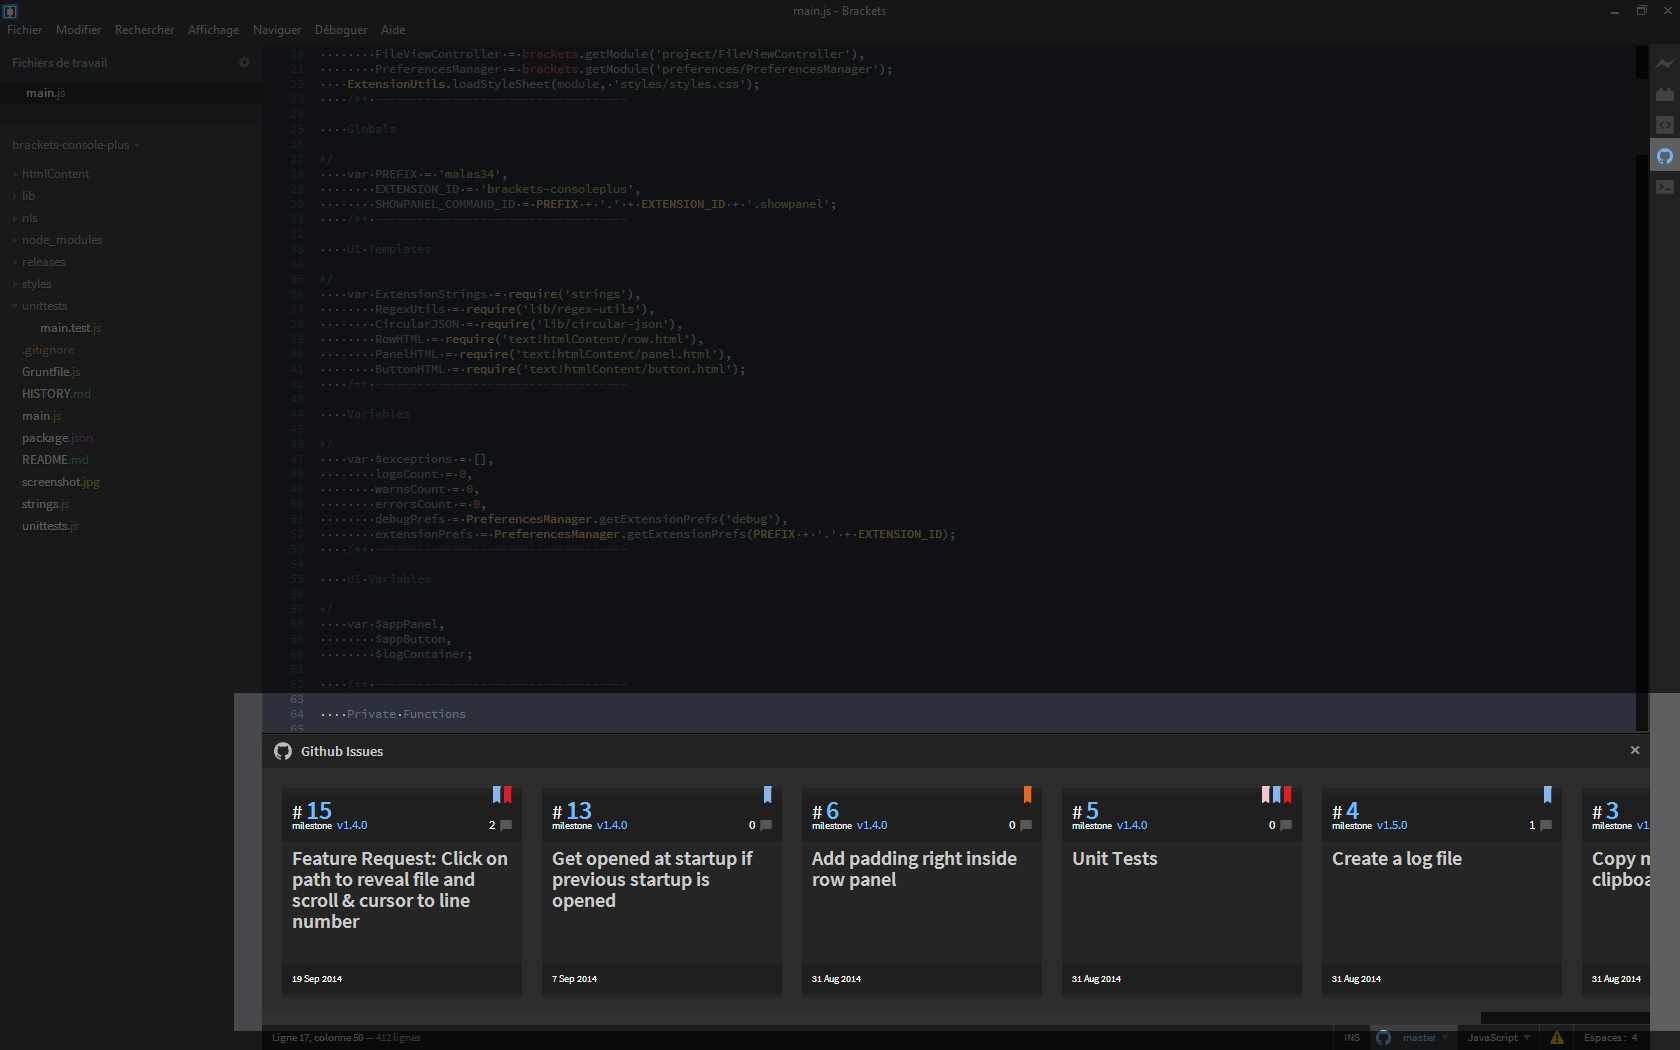 main.js - Brackets
Fichier Modifier Rechercher Affichage Naviguer Déboguer Aide
Fichiers de travail
main.js
brackets-console-plus
htmlContent
lib
nls
node_modules
releases
styles
unittests
main.test.js
.gitignore
Gruntfile.js
HISTORY.md
main.js
package.json
README.md
screenshot.jpg
strings.js
unittests.js
20 ········FileViewController·=·brackets.getModule('project/FileViewController'),
21 ········PreferencesManager·=·brackets.getModule('preferences/PreferencesManager');
22 ····ExtensionUtils.loadStyleSheet(module,·'styles/styles.css');
23 ····/**·------------------------------------
24
25 ····Globals
26
27 */
28 ····var·PREFIX·=·'malas34',
29 ········EXTENSION_ID·=·'brackets-consoleplus',
30 ········SHOWPANEL_COMMAND_ID·=·PREFIX·+·'.'·+·EXTENSION_ID·+·'.showpanel';
31 ····/**·------------------------------------
32
33 ····UI·Templates
34
35 */
36 ····var·ExtensionStrings·=·require('strings'),
37 ········RegexUtils·=·require('lib/regex-utils'),
38 ········CircularJSON·=·require('lib/circular-json'),
39 ········RowHTML·=·require('text!htmlContent/row.html'),
40 ········PanelHTML·=·require('text!htmlContent/panel.html'),
41 ········ButtonHTML·=·require('text!htmlContent/button.html');
42 ····/**·------------------------------------
43
44 ····Variables
45
46 */
47 ····var·$exceptions·=·[],
48 ········logsCount·=·0,
49 ········warnsCount·=·0,
50 ········errorsCount·=·0,
51 ········debugPrefs·=·PreferencesManager.getExtensionPrefs('debug'),
52 ········extensionPrefs·=·PreferencesManager.getExtensionPrefs(PREFIX·+·'.'·+·EXTENSION_ID);
53 ····/**·------------------------------------
54
55 ····UI·Variables
56
57 */
58 ····var·$appPanel,
59 ········$appButton,
60 ········$logContainer;
61
62 ····/**·------------------------------------
63
64 ····Private·Functions
65
Github Issues
# 15
milestone v1.4.0 2
Feature Request: Click on
path to reveal file and
scroll & cursor to line
number
19 Sep 2014
# 13
milestone v1.4.0 0
Get opened at startup if
previous startup is
opened
7 Sep 2014
# 6
milestone v1.4.0 0
Add padding right inside
row panel
31 Aug 2014
# 5
milestone v1.4.0 0
Unit Tests
31 Aug 2014
# 4
milestone v1.5.0 1
Create a log file
31 Aug 2014
# 3
milestone v1
Copy
31 Aug 2014
Ligne 17, colonne 50 — 412 lignes
INS master JavaScript Espaces : 4